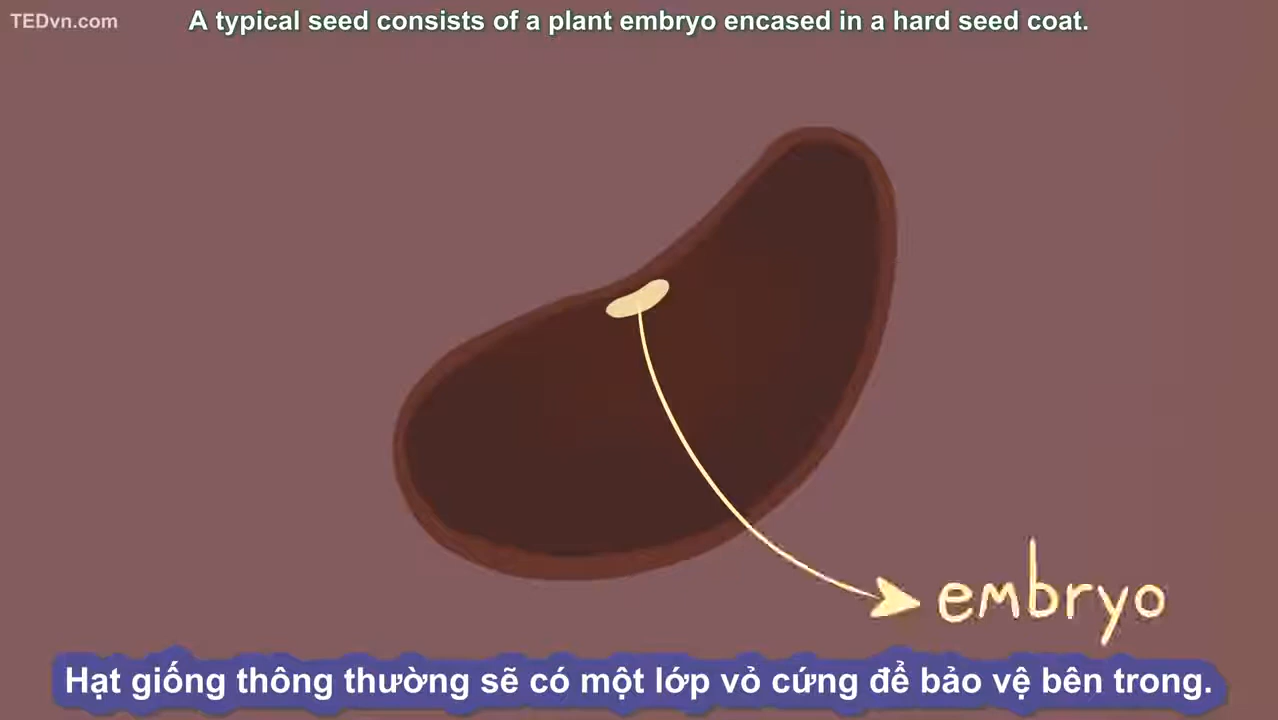 TEDvn.com
A typical seed consists of a plant embryo encased in a hard seed coat.
embryo
Hạt giống thông thường sẽ có một lớp vỏ cứng để bảo vệ bên trong.